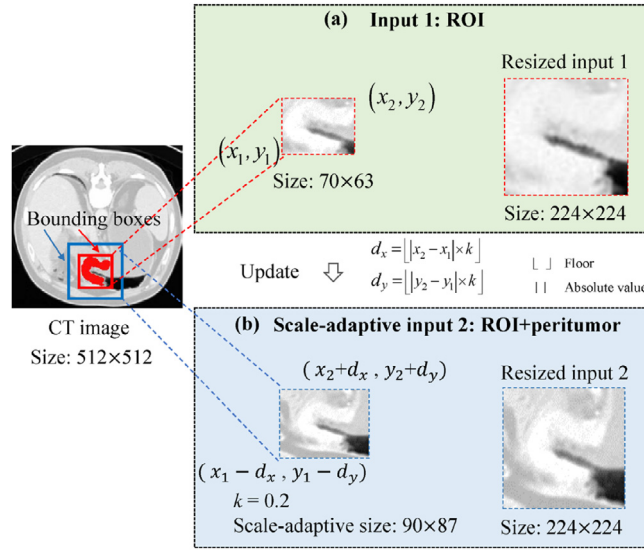 (a) Input 1: ROI
Resized input 1
(x₂, y₂)
(x₁, y₁)
Size: 70×63
Size: 224×224
Bounding boxes
CT image
Size: 512×512
Update
dₓ = ⌊|x₂ − x₁| × k⌋
d_y = ⌊|y₂ − y₁| × k⌋
⌊ ⌋ Floor
| | Absolute value
(b) Scale-adaptive input 2: ROI+peritumor
(x₂+dₓ , y₂+d_y)
Resized input 2
(x₁ − dₓ , y₁ − d_y)
k = 0.2
Scale-adaptive size: 90×87
Size: 224×224